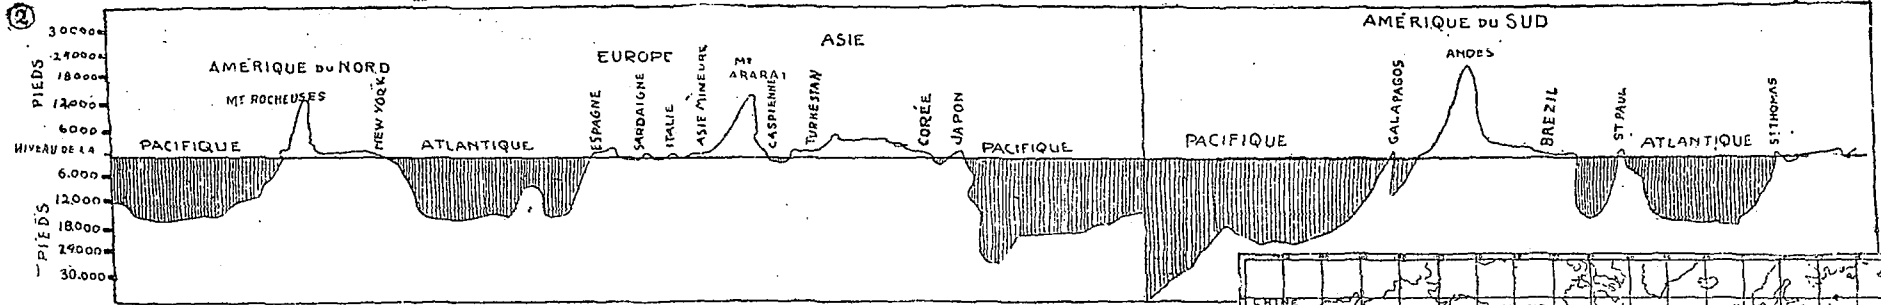 2
30000
24000
18000
12,000
6000
NIVEAU DE LA
6.000
12000
18.000
24000
30.000
PIEDS
PIEDS
AMÉRIQUE DU NORD
MT ROCHEUSES
NEW YORK
PACIFIQUE
ATLANTIQUE
EUROPE
ESPAGNE
SARDAIGNE
ITALIE
ASIE MINEURE
ASIE
MT
ARARAT
CASPIENNE
TURKESTAN
CORÉE
JAPON
PACIFIQUE
AMÉRIQUE DU SUD
PACIFIQUE
GALAPAGOS
ANDES
BREZIL
ST PAUL
ATLANTIQUE
ST THOMAS
CHINE